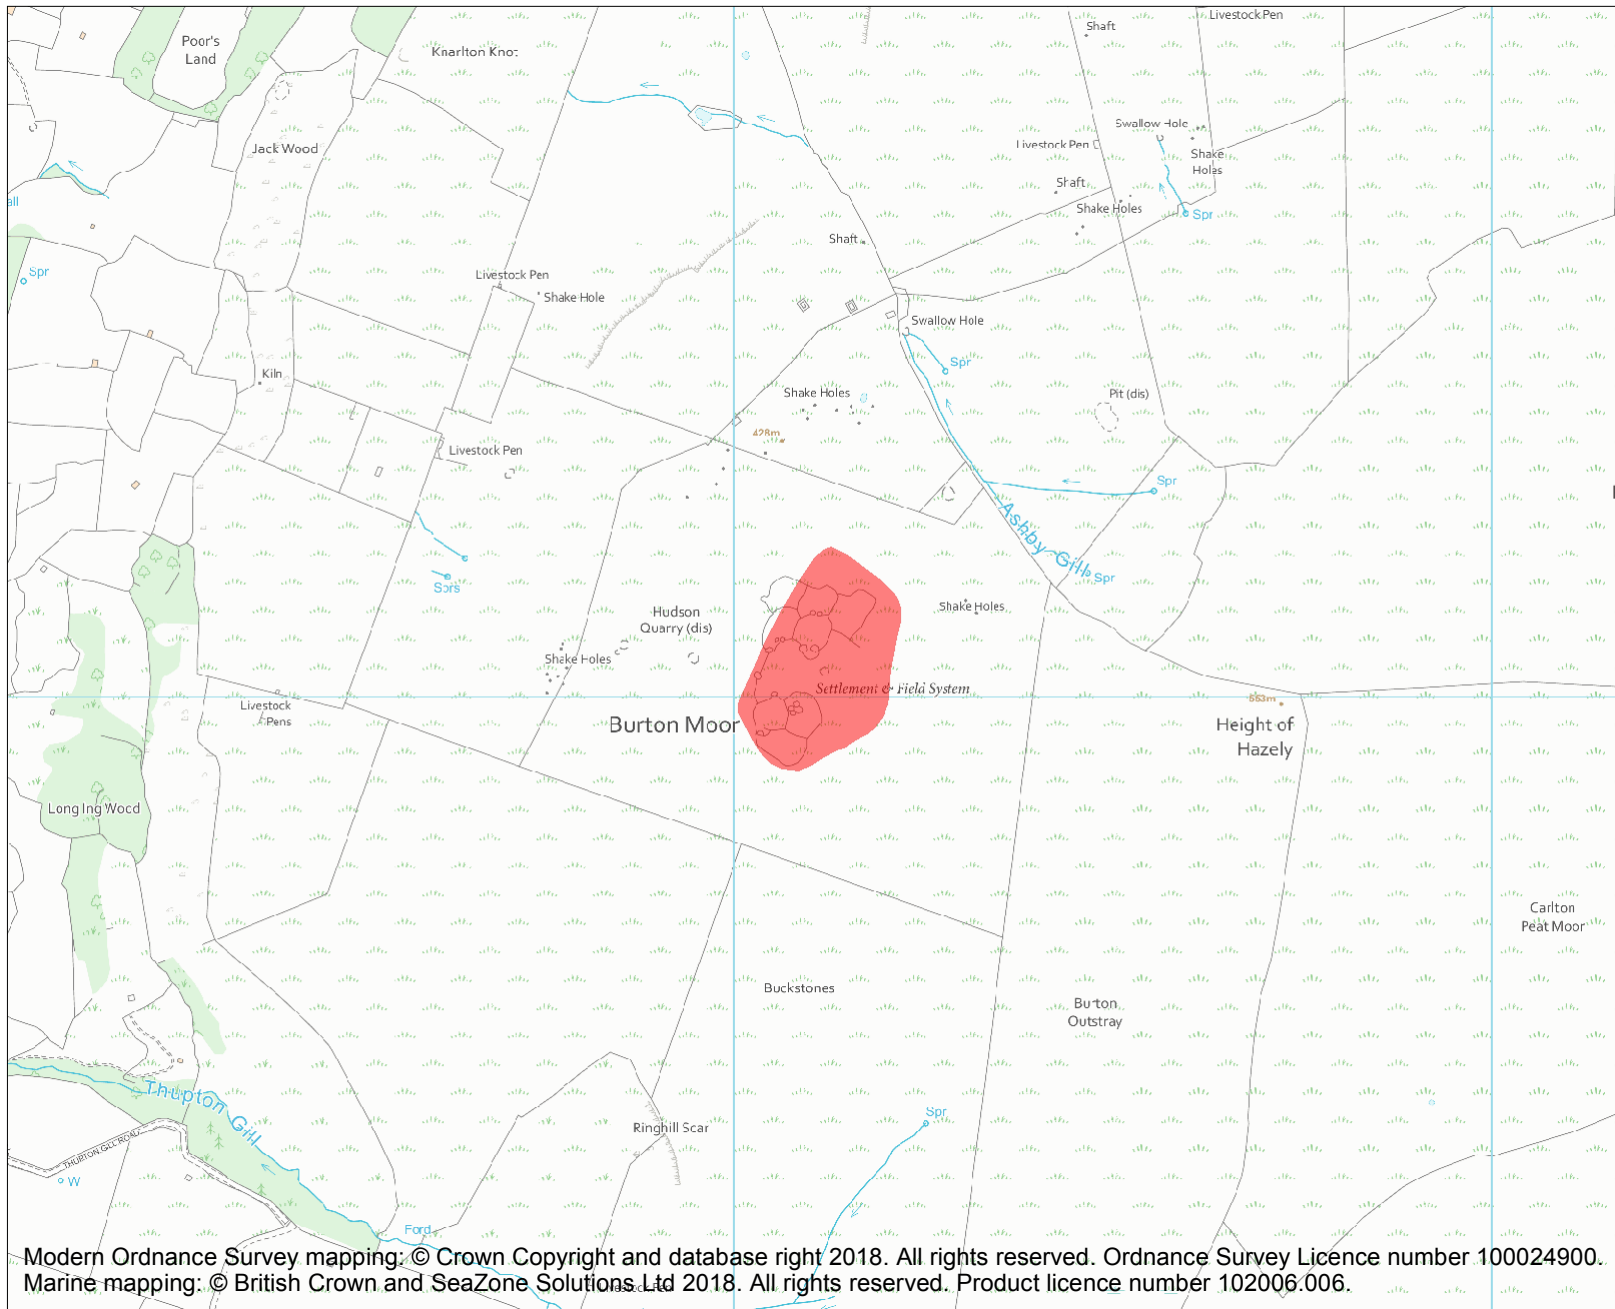 Poor's
Land
Knarlton Knot
Shaft
Livestock Pen
Jack Wood
Swallow Hole
Livestock Pen
Shake
Holes
Shaft
Shake Holes
Spr
all
Shaft
Spr
Livestock Pen
Shake Hole
Swallow Hole
Spr
Kiln
Shake Holes
Pit (dis)
428m
Livestock Pen
Spr
Ashby Gill
Spr
Sprs
Hudson
Quarry (dis)
Shake Holes
Shake Holes
Settlement & Field System
Livestock
Pens
Burton Moor
553m
Height of
Hazely
Long Ing Wood
Carlton
Peat Moor
Buckstones
Burton
Outstray
Thupton Gill
Spr
Ringhill Scar
THUPTON GILL ROAD
W
Ford
Livestock Pen
Modern Ordnance Survey mapping: © Crown Copyright and database right 2018. All rights reserved. Ordnance Survey Licence number 100024900.
Marine mapping: © British Crown and SeaZone Solutions Ltd 2018. All rights reserved. Product licence number 102006.006.